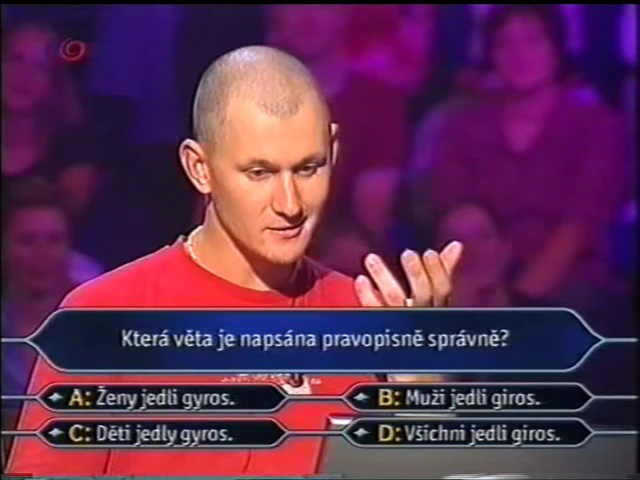 Která věta je napsána pravopisně správně?
A: Ženy jedli gyros.
B: Muži jedli giros.
C: Děti jedly gyros.
D: Všichni jedli giros.